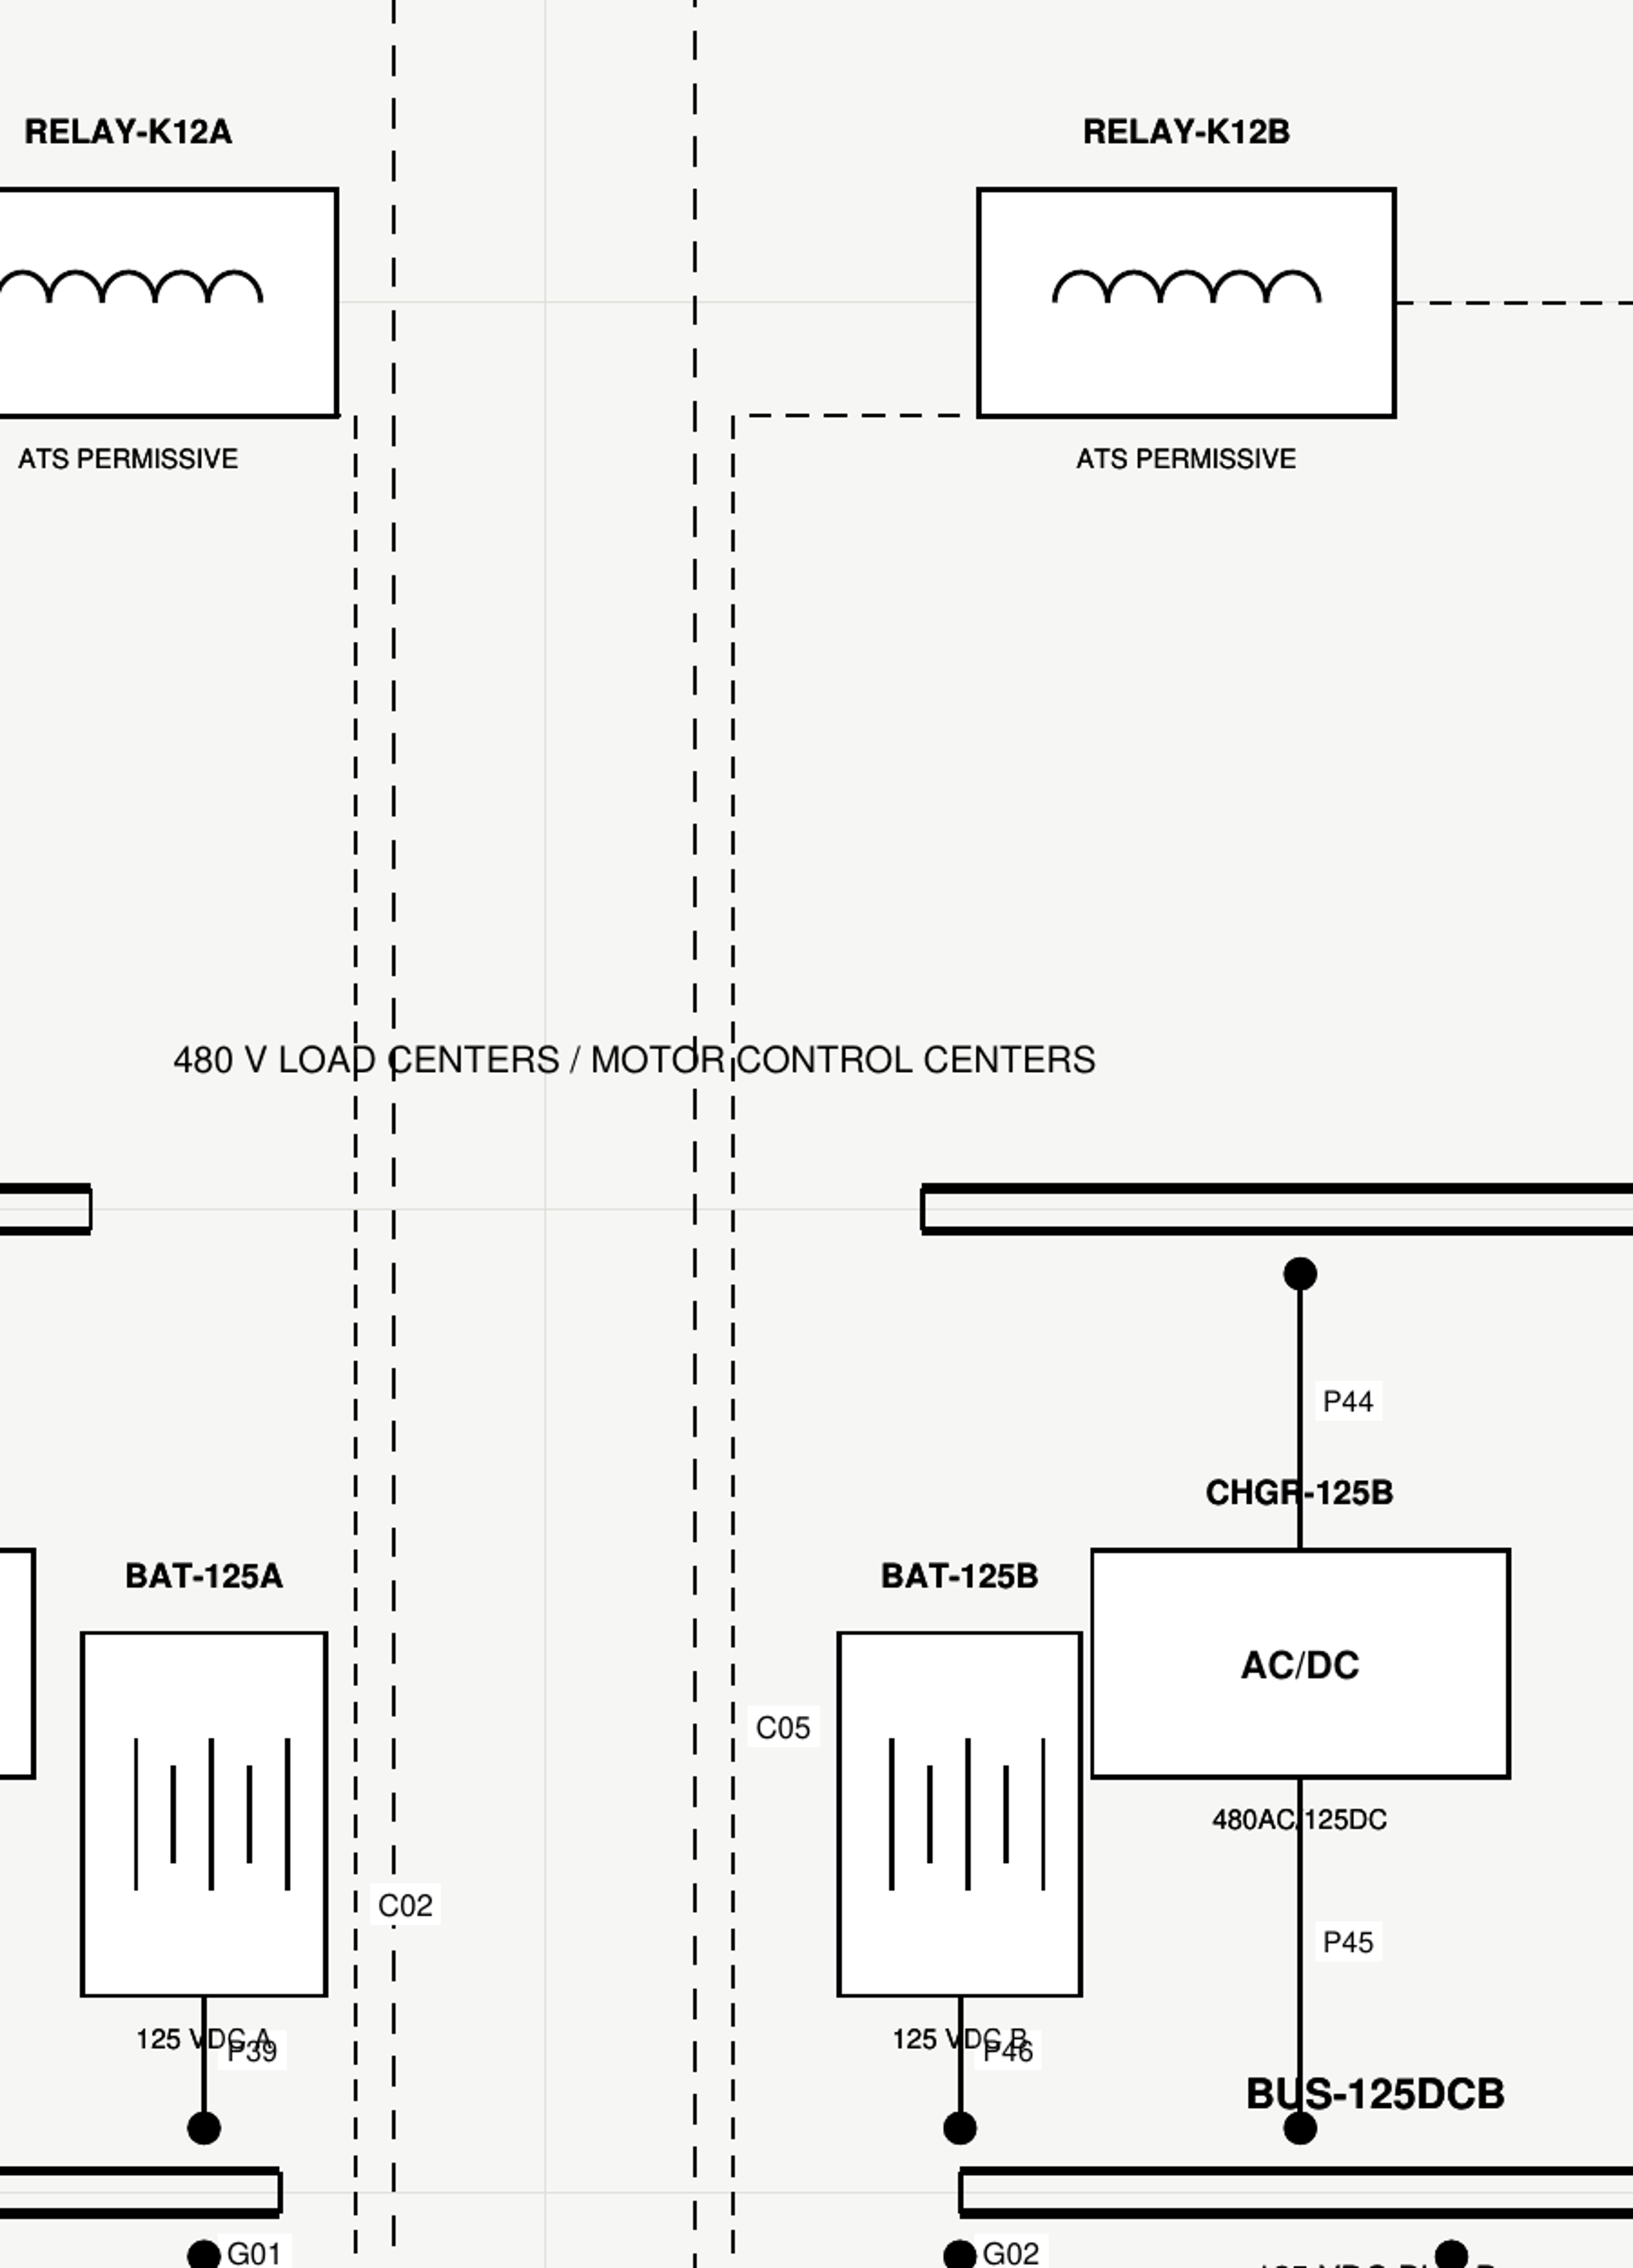 RELAY-K12A
RELAY-K12B
ATS PERMISSIVE
ATS PERMISSIVE
480 V LOAD CENTERS / MOTOR CONTROL CENTERS
P44
CHGR-125B
BAT-125A
BAT-125B
AC/DC
C05
480AC/125DC
C02
P45
125 VDC A
P39
125 VDC B
P46
BUS-125DCB
G01
G02